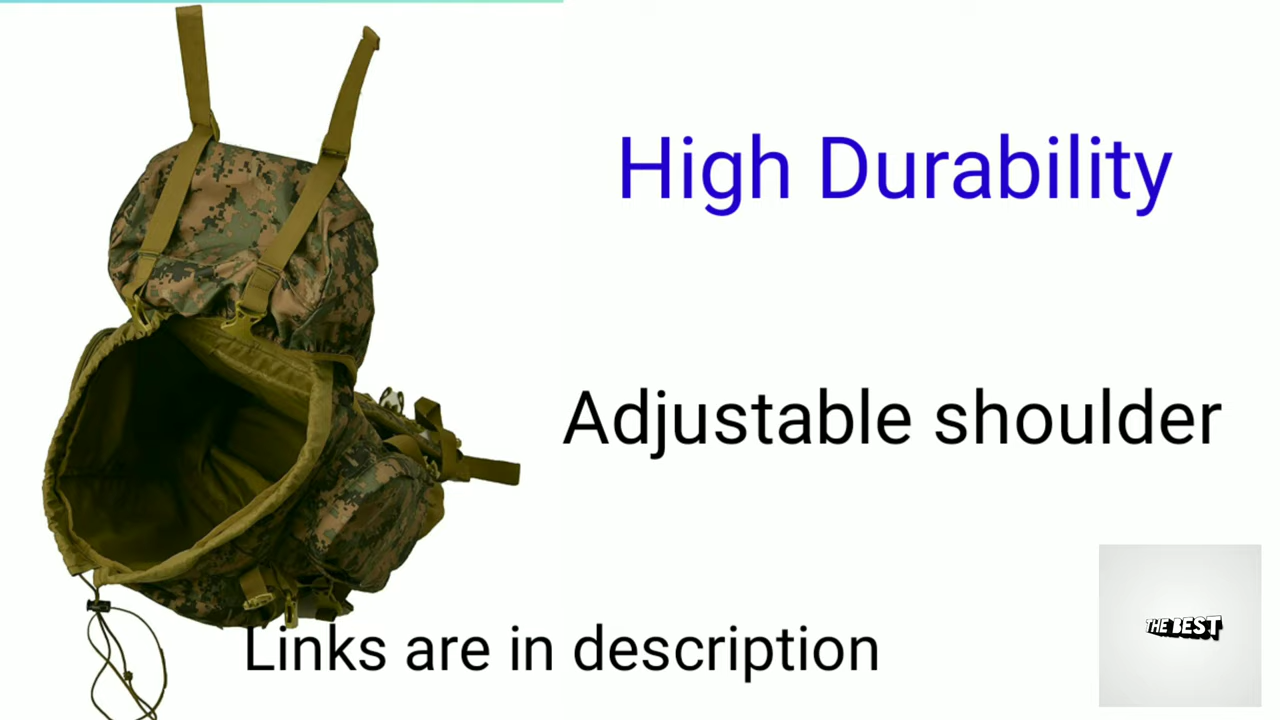 High Durability
Adjustable shoulder
Links are in description
THE BEST